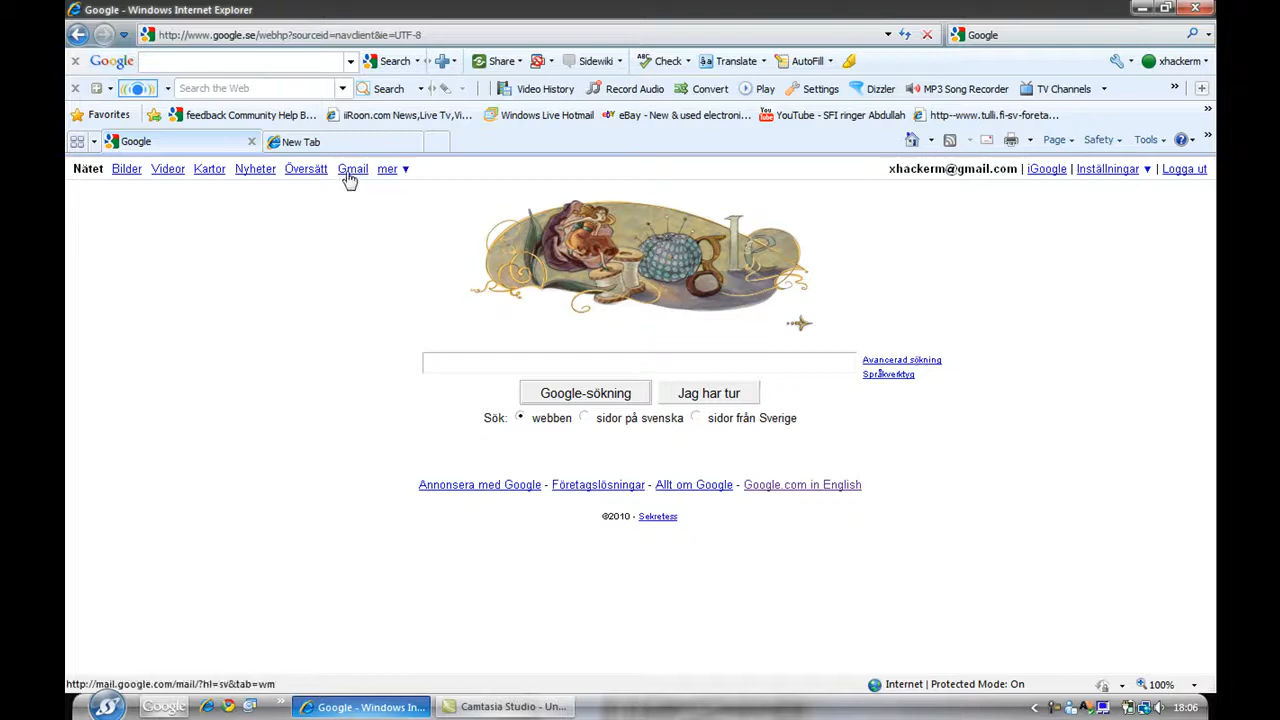 Google - Windows Internet Explorer
http://www.google.se/webhp?sourceid=navclient&ie=UTF-8
Google
x Google Search Share Sidewiki Check Translate AutoFill xhackerm
x Search the Web Search Video History Record Audio Convert Play Settings Dizzler MP3 Song Recorder TV Channels »
Favorites feedback Community Help B... iiRoon.com News,Live Tv,Vi... Windows Live Hotmail eBay - New & used electroni... YouTube - SFI ringer Abdullah http--www.tulli.fi-sv-foreta... »
Google x New Tab Page Safety Tools »
Nätet Bilder Videor Kartor Nyheter Översätt Gmail mer ▼ xhackerm@gmail.com | iGoogle | Inställningar ▼ | Logga ut
gle
Avancerad sökning
Språkverktyg
Google-sökning Jag har tur
Sök: webben sidor på svenska sidor från Sverige
Annonsera med Google - Företagslösningar - Allt om Google - Google.com in English
©2010 - Sekretess
http://mail.google.com/mail/?hl=sv&tab=wm Internet | Protected Mode: On 100%
Google » Google - Windows In... Camtasia Studio - Un... 18:06